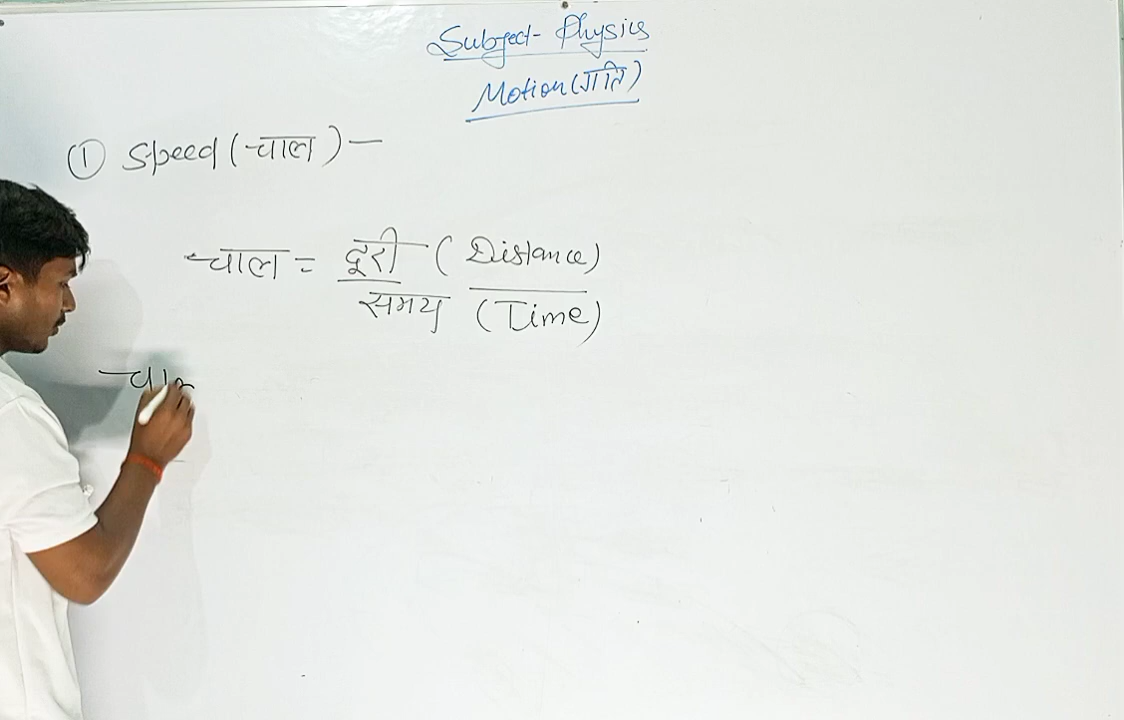 Subject- Physics
Motion (गति)
① Speed (चाल) —
चाल = दूरी (Distance)
समय (Time)